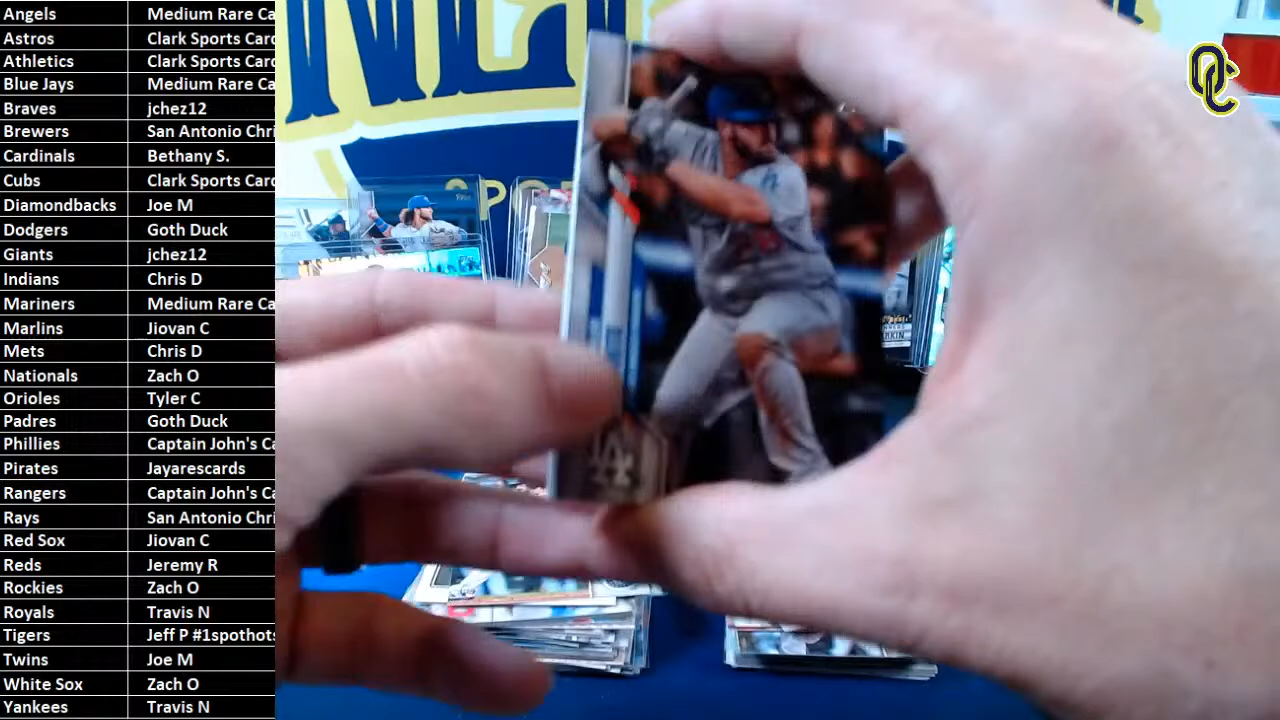 Angels Medium Rare Ca
Astros Clark Sports Card
Athletics Clark Sports Card
Blue Jays Medium Rare Ca
Braves jchez12
Brewers San Antonio Chri
Cardinals Bethany S.
Cubs Clark Sports Card
Diamondbacks Joe M
Dodgers Goth Duck
Giants jchez12
Indians Chris D
Mariners Medium Rare Ca
Marlins Jiovan C
Mets Chris D
Nationals Zach O
Orioles Tyler C
Padres Goth Duck
Phillies Captain John's Ca
Pirates Jayarescards
Rangers Captain John's Ca
Rays San Antonio Chri
Red Sox Jiovan C
Reds Jeremy R
Rockies Zach O
Royals Travis N
Tigers Jeff P #1spothots
Twins Joe M
White Sox Zach O
Yankees Travis N
OC
SPO
LA